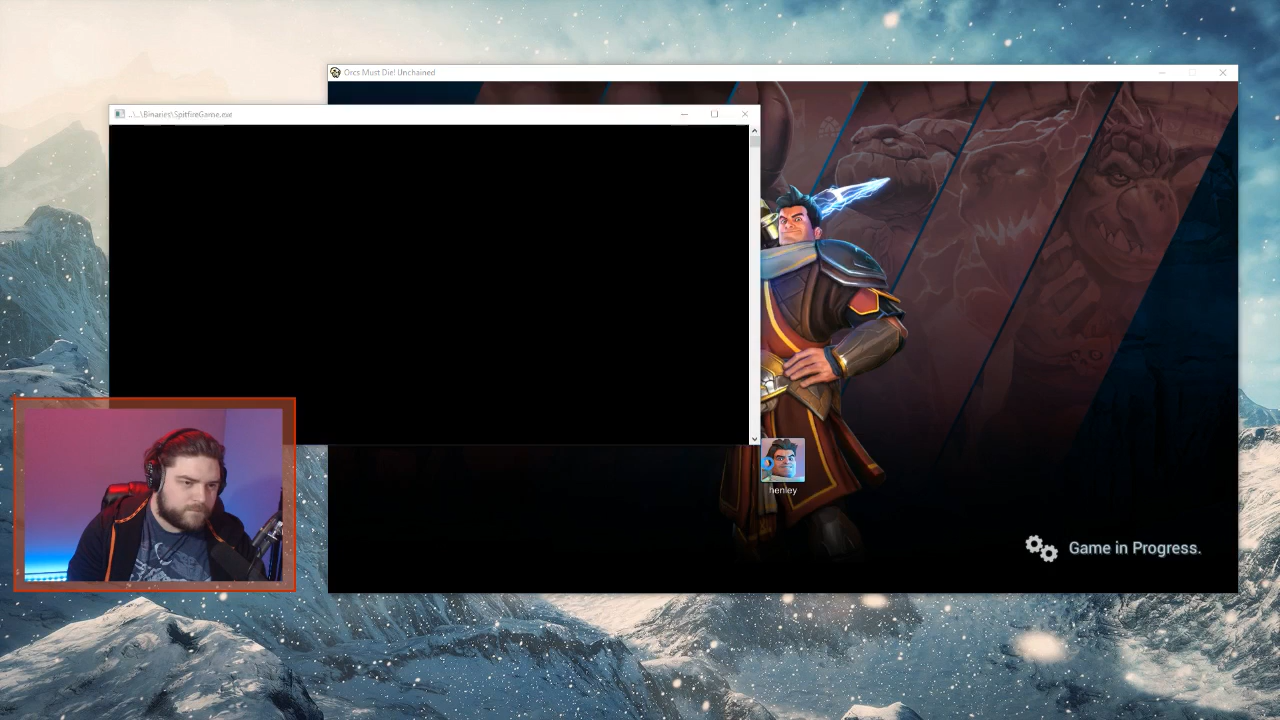 Orcs Must Die! Unchained
..\..\Binaries\SpitfireGame.exe
henley
Game in Progress.